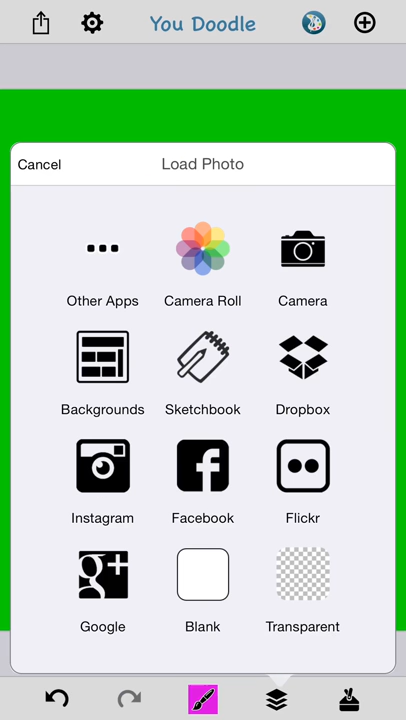 You Doodle
Cancel
Load Photo
Other Apps
Camera Roll
Camera
Backgrounds
Sketchbook
Dropbox
Instagram
Facebook
Flickr
Google
Blank
Transparent